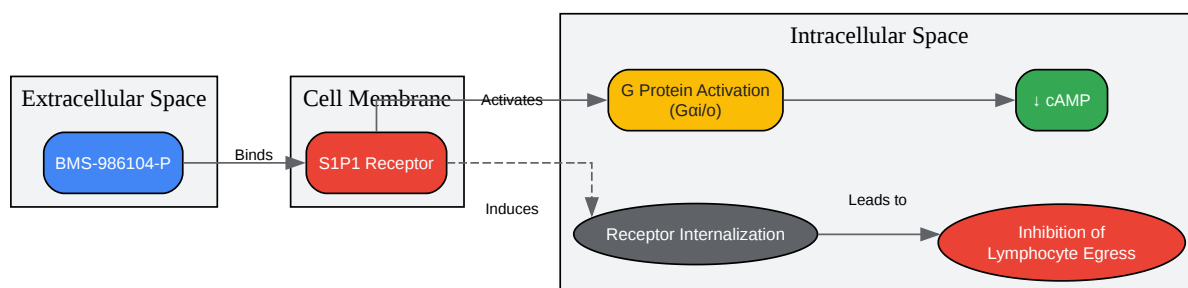 Intracellular Space
Extracellular Space
Cell Membrane
Activates
G Protein Activation
(Gαi/o)
↓ cAMP
BMS-986104-P
Binds
S1P1 Receptor
Induces
Receptor Internalization
Leads to
Inhibition of
Lymphocyte Egress